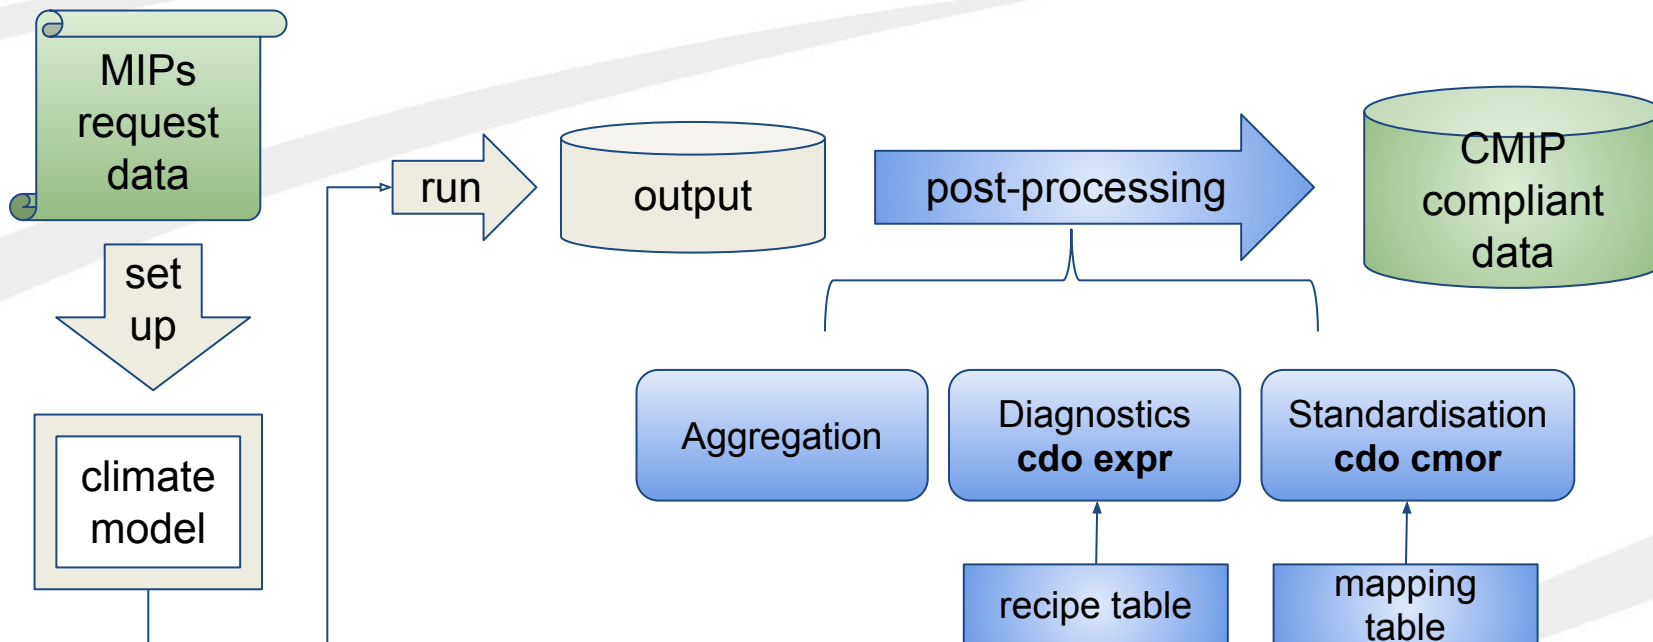 MIPs
request
data
set
up
climate
model
run
output
post-processing
CMIP
compliant
data
Aggregation
Diagnostics
cdo expr
Standardisation
cdo cmor
recipe table
mapping
table